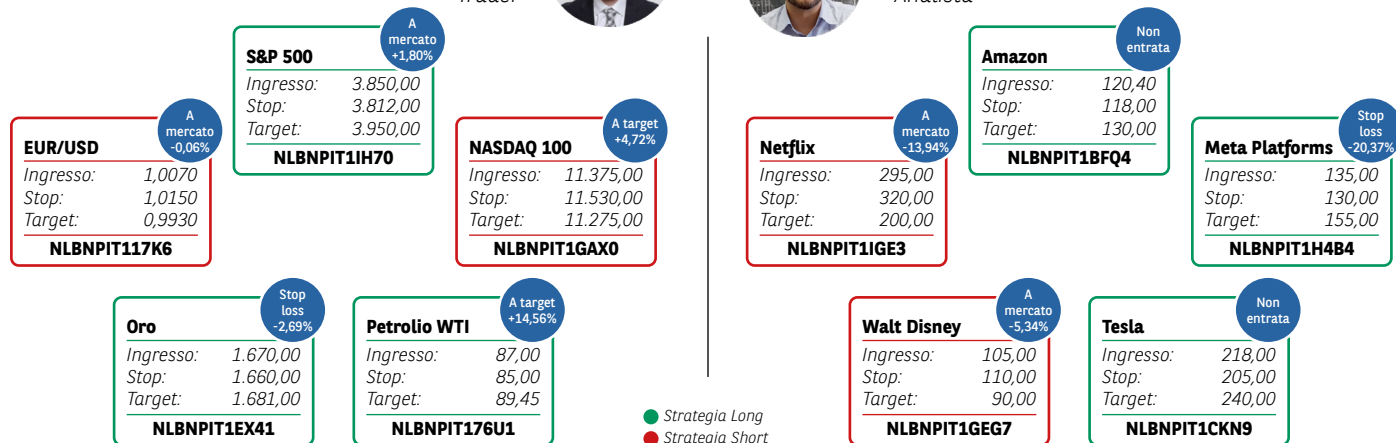 Trader
Analista
S&P 500
A
mercato
+1,80%
Ingresso: 3.850,00
Stop: 3.812,00
Target: 3.950,00
NLBNPIT1IH70
EUR/USD
A
mercato
-0,06%
Ingresso: 1,0070
Stop: 1,0150
Target: 0,9930
NLBNPIT117K6
NASDAQ 100
A target
+4,72%
Ingresso: 11.375,00
Stop: 11.530,00
Target: 11.275,00
NLBNPIT1GAX0
Oro
Stop
loss
-2,69%
Ingresso: 1.670,00
Stop: 1.660,00
Target: 1.681,00
NLBNPIT1EX41
Petrolio WTI
A target
+14,56%
Ingresso: 87,00
Stop: 85,00
Target: 89,45
NLBNPIT176U1
Amazon
Non
entrata
Ingresso: 120,40
Stop: 118,00
Target: 130,00
NLBNPIT1BFQ4
Netflix
A
mercato
-13,94%
Ingresso: 295,00
Stop: 320,00
Target: 200,00
NLBNPIT1IGE3
Meta Platforms
Stop
loss
-20,37%
Ingresso: 135,00
Stop: 130,00
Target: 155,00
NLBNPIT1H4B4
Walt Disney
A
mercato
-5,34%
Ingresso: 105,00
Stop: 110,00
Target: 90,00
NLBNPIT1GEG7
Tesla
Non
entrata
Ingresso: 218,00
Stop: 205,00
Target: 240,00
NLBNPIT1CKN9
Strategia Long
Strategia Short